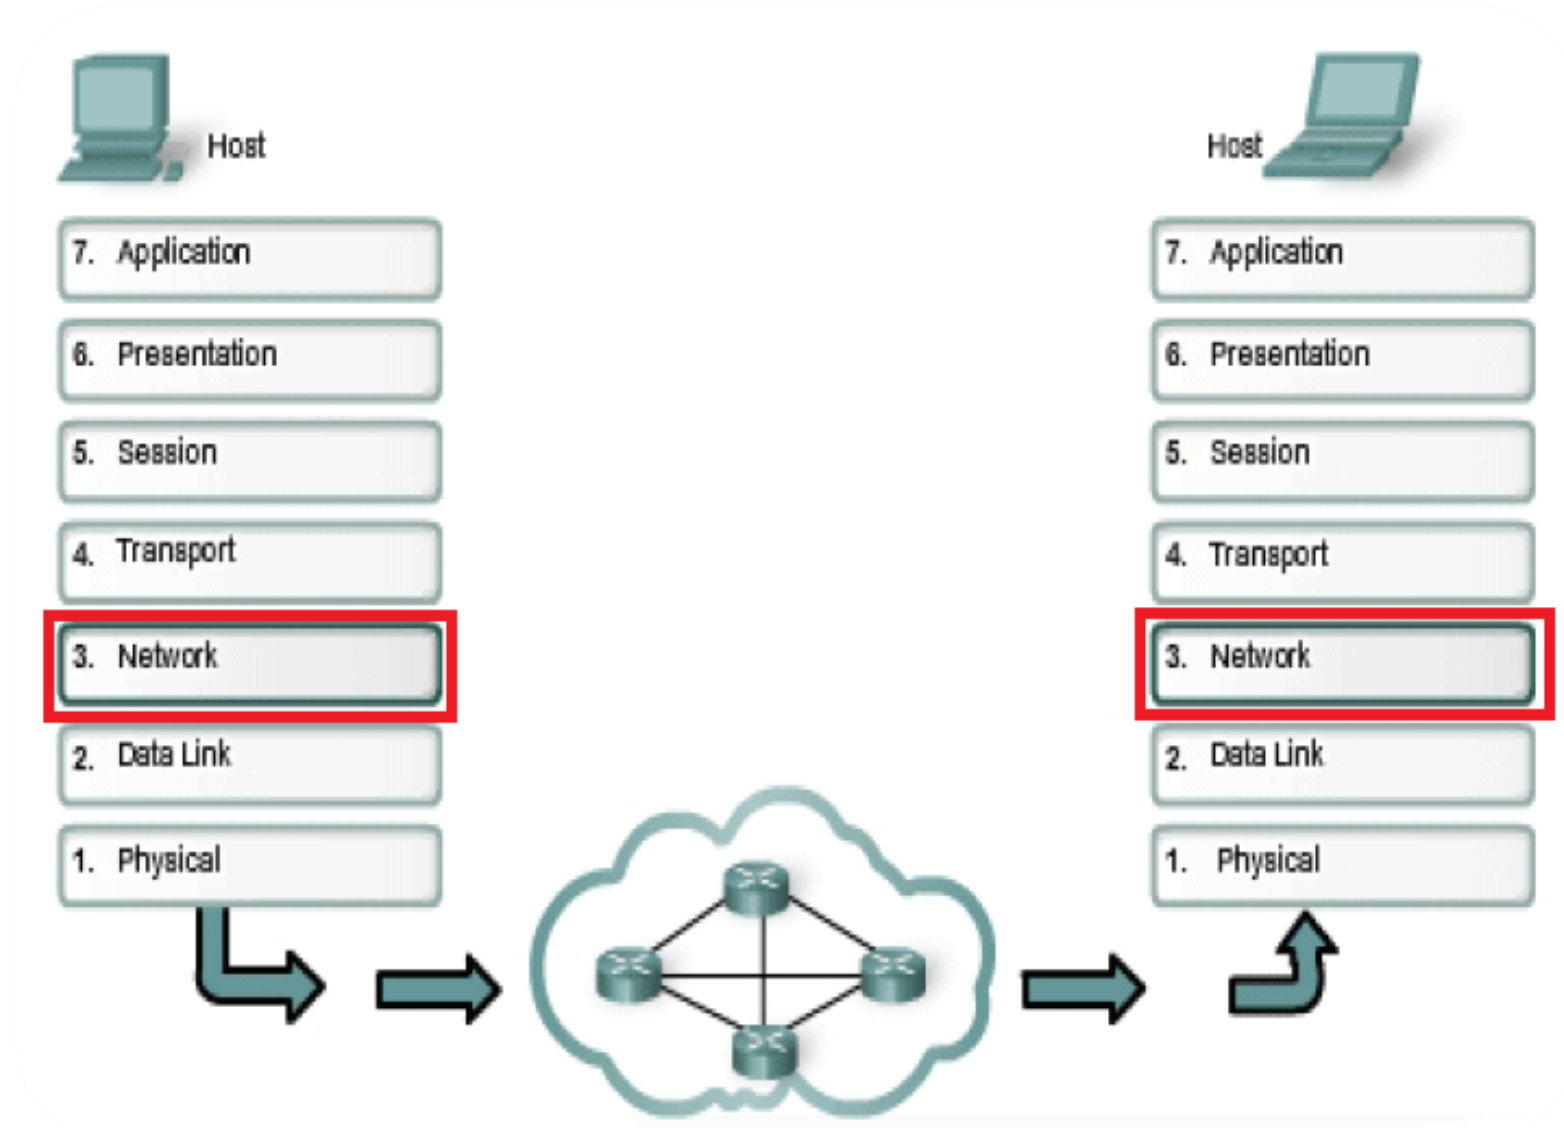 Host
7. Application
6. Presentation
5. Session
4. Transport
3. Network
2. Data Link
1. Physical
Host
7. Application
6. Presentation
5. Session
4. Transport
3. Network
2. Data Link
1. Physical